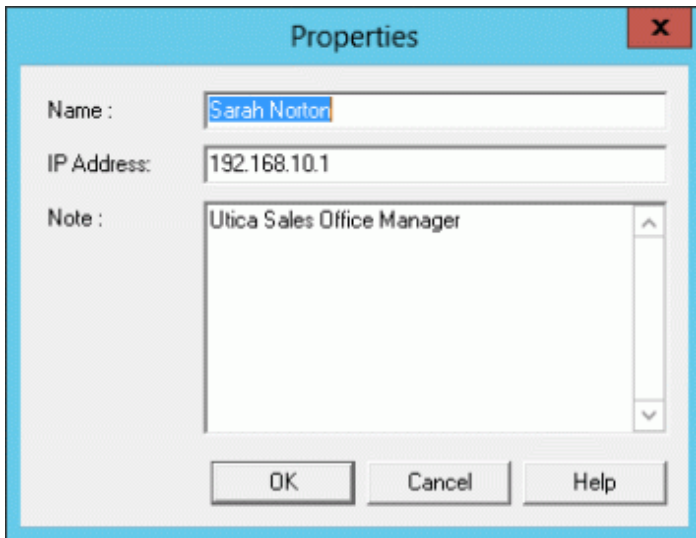 Properties
x
Name : Sarah Norton
IP Address: 192.168.10.1
Note : Utica Sales Office Manager
OK Cancel Help